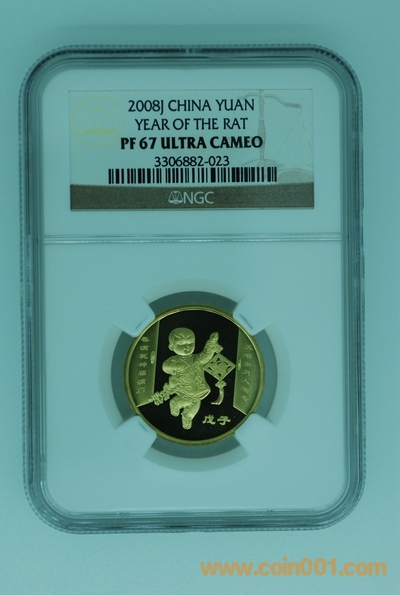 2008J CHINA YUAN
YEAR OF THE RAT
PF 67 ULTRA CAMEO
3306882-023
NGC
戊子
www.coin001.com